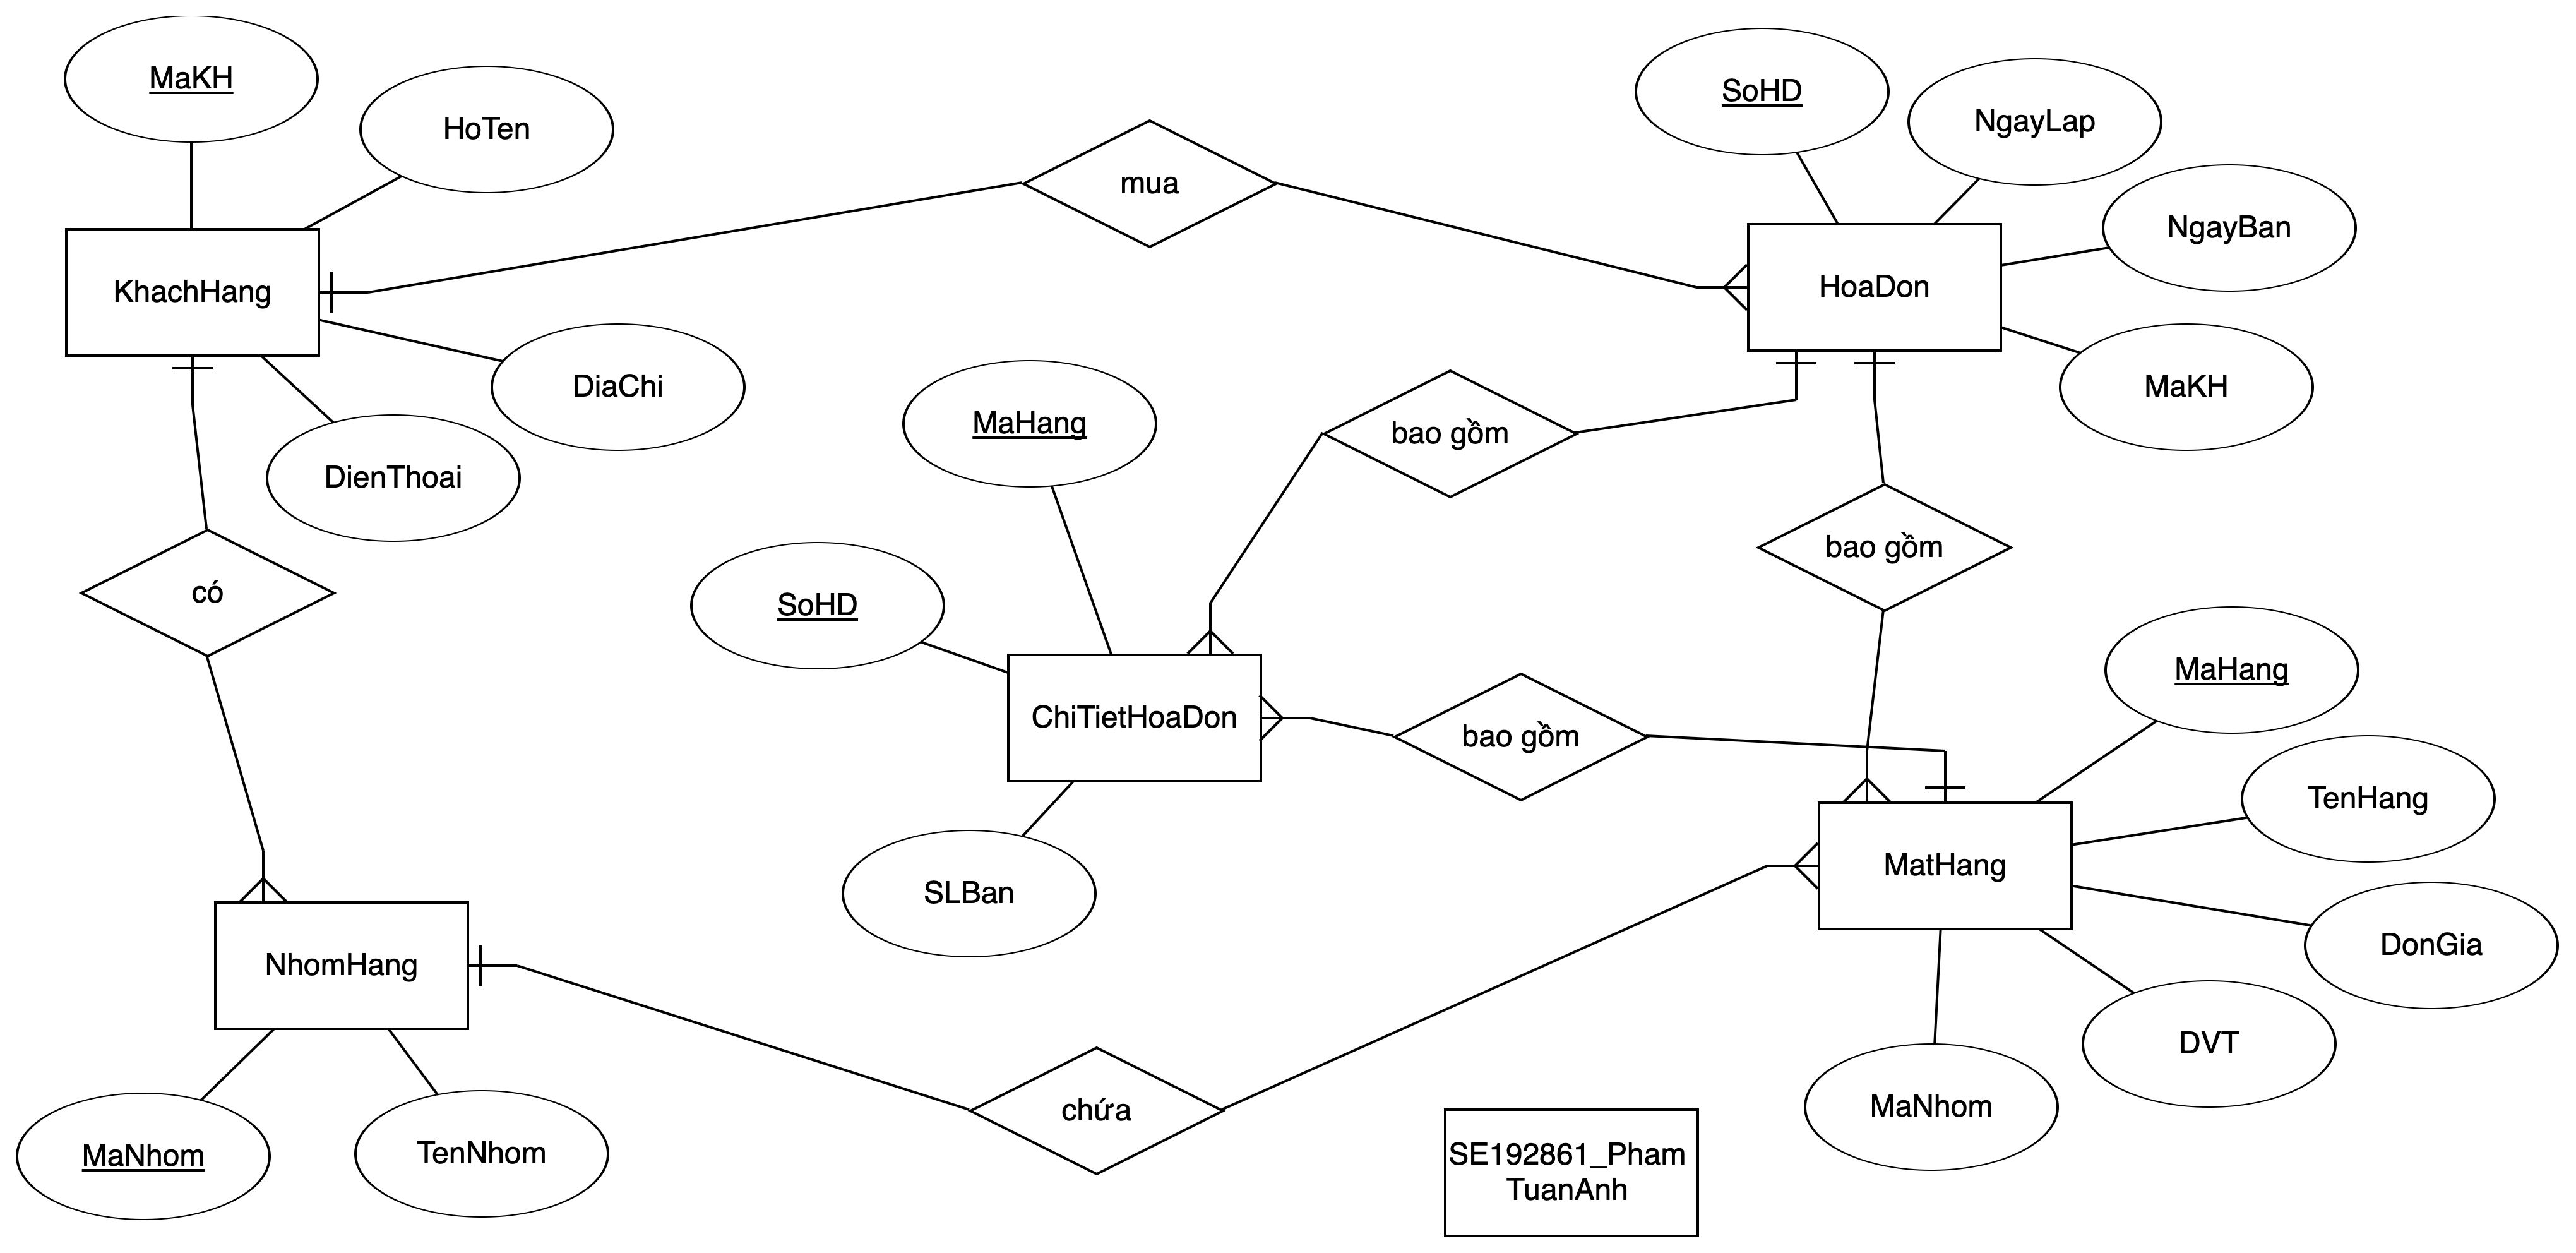 MaKH
HoTen
SoHD
NgayLap
mua
NgayBan
KhachHang
HoaDon
DiaChi
MaKH
MaHang
bao gồm
DienThoai
bao gồm
có
SoHD
MaHang
ChiTietHoaDon
bao gồm
TenHang
MatHang
SLBan
DonGia
NhomHang
DVT
chứa
MaNhom
MaNhom
TenNhom
SE192861_Pham
TuanAnh